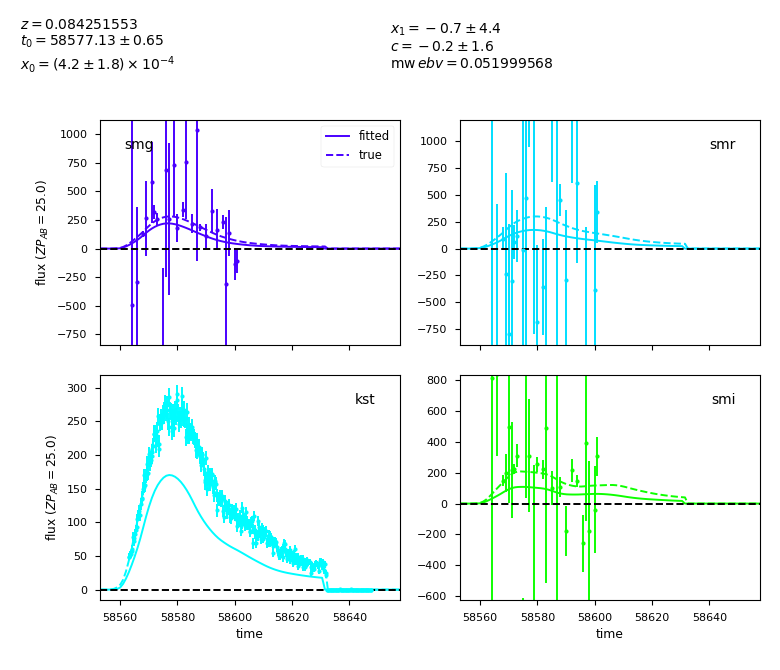 z = 0.084251553
t0 = 58577.13 ± 0.65
x0 = (4.2 ± 1.8) × 10^−4
x1 = −0.7 ± 4.4
c = −0.2 ± 1.6
mw ebv = 0.051999568
smg
fitted
true
1000
750
500
250
0
−250
−500
−750
flux (ZP_AB = 25.0)
smr
1000
750
500
250
0
−250
−500
−750
kst
300
250
200
150
100
50
0
flux (ZP_AB = 25.0)
58560 58580 58600 58620 58640
time
smi
800
600
400
200
0
−200
−400
−600
58560 58580 58600 58620 58640
time